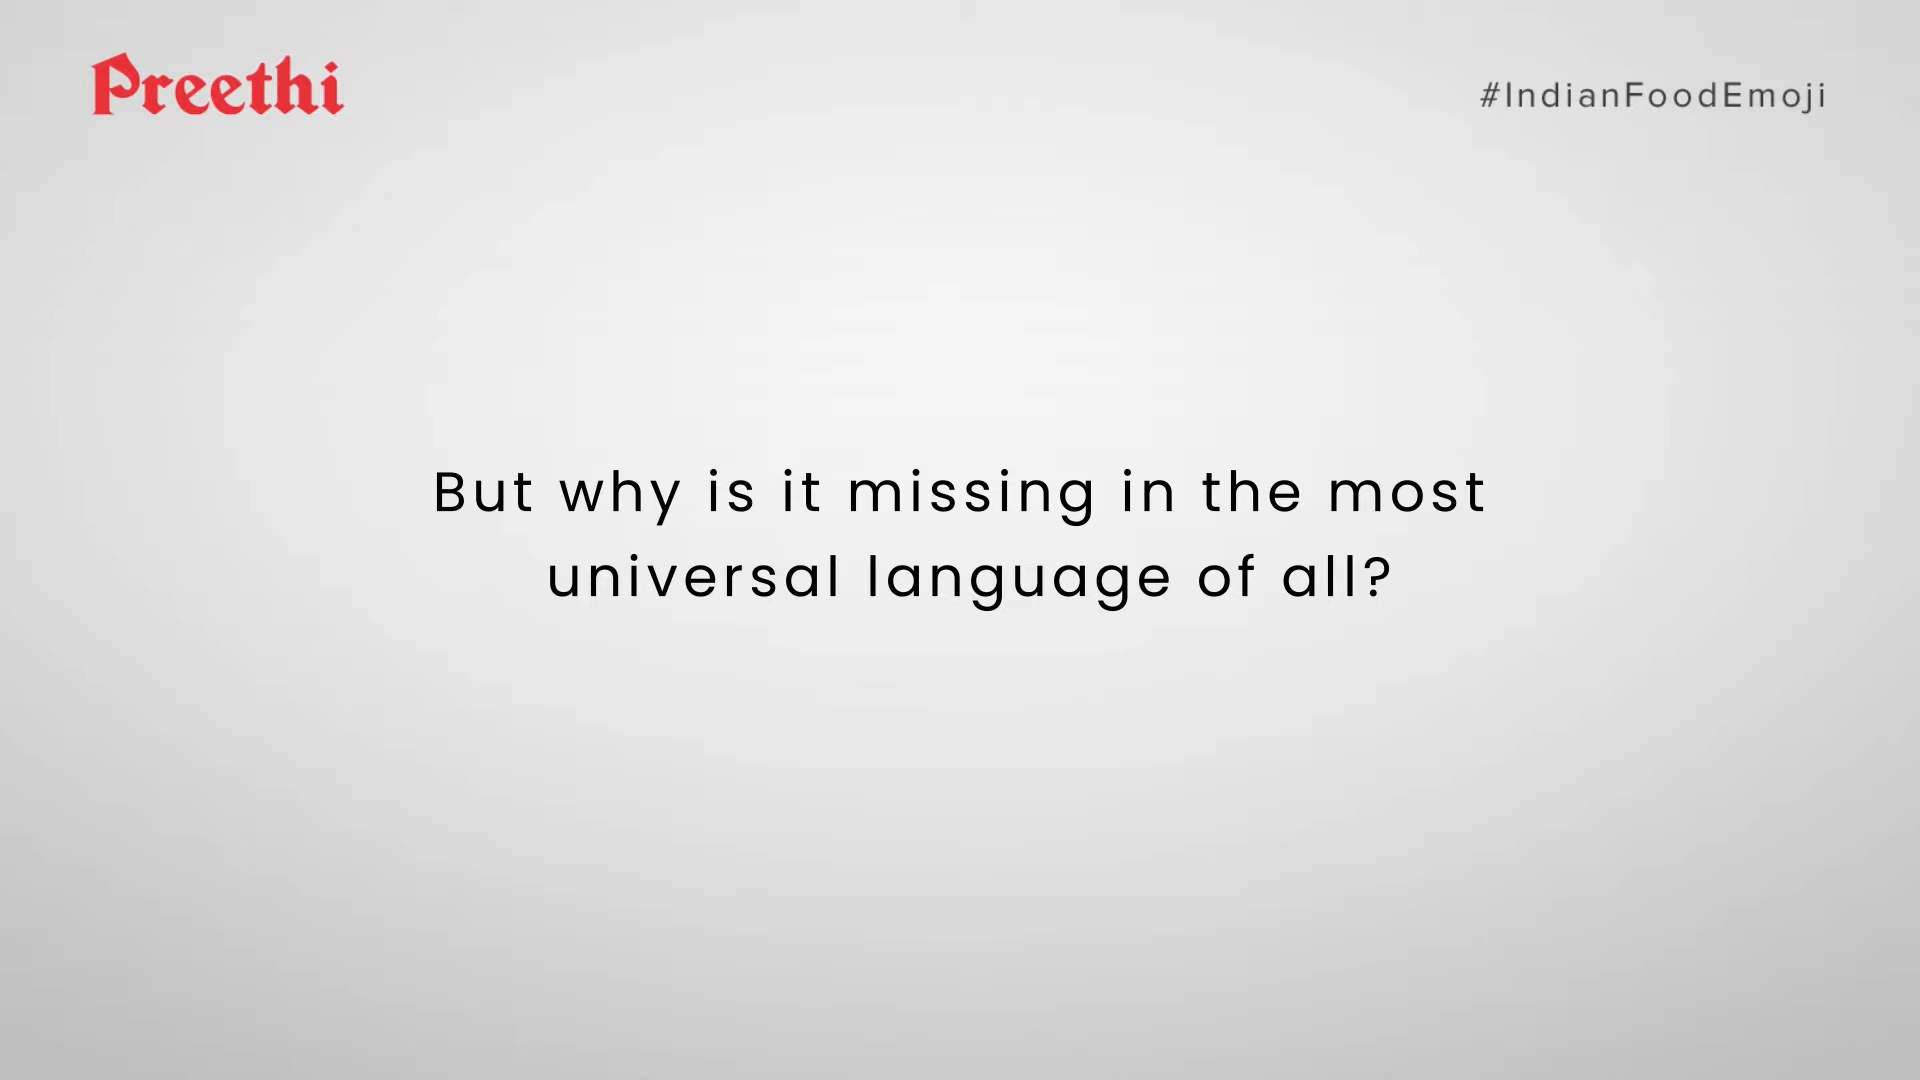 Preethi
#IndianFoodEmoji
But why is it missing in the most
universal language of all?